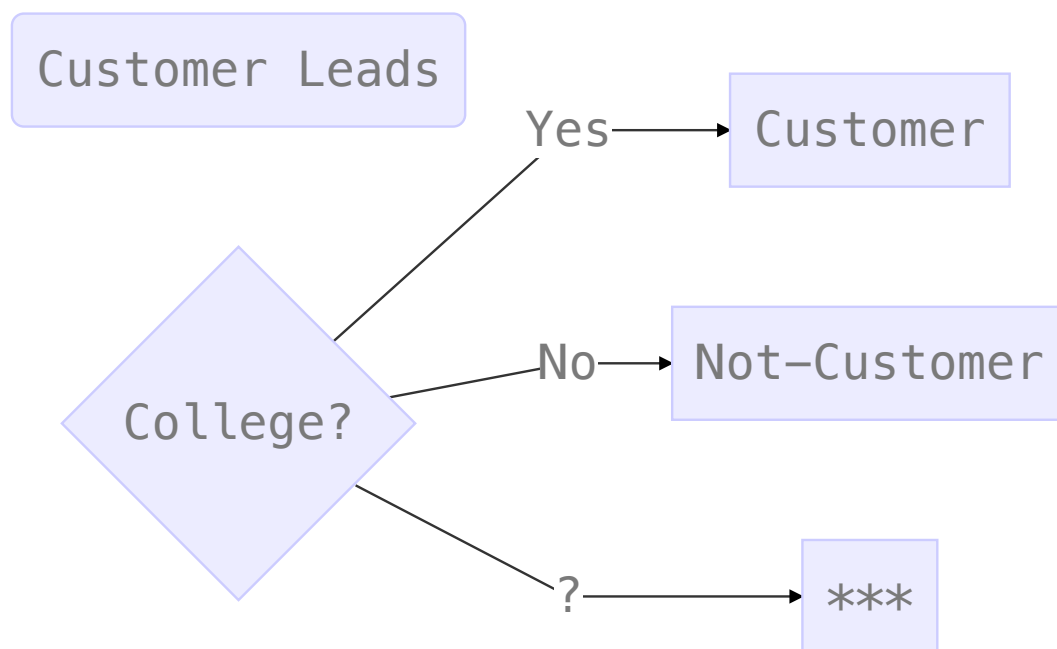 Customer Leads
Yes
Customer
College?
No
Not-Customer
?
***